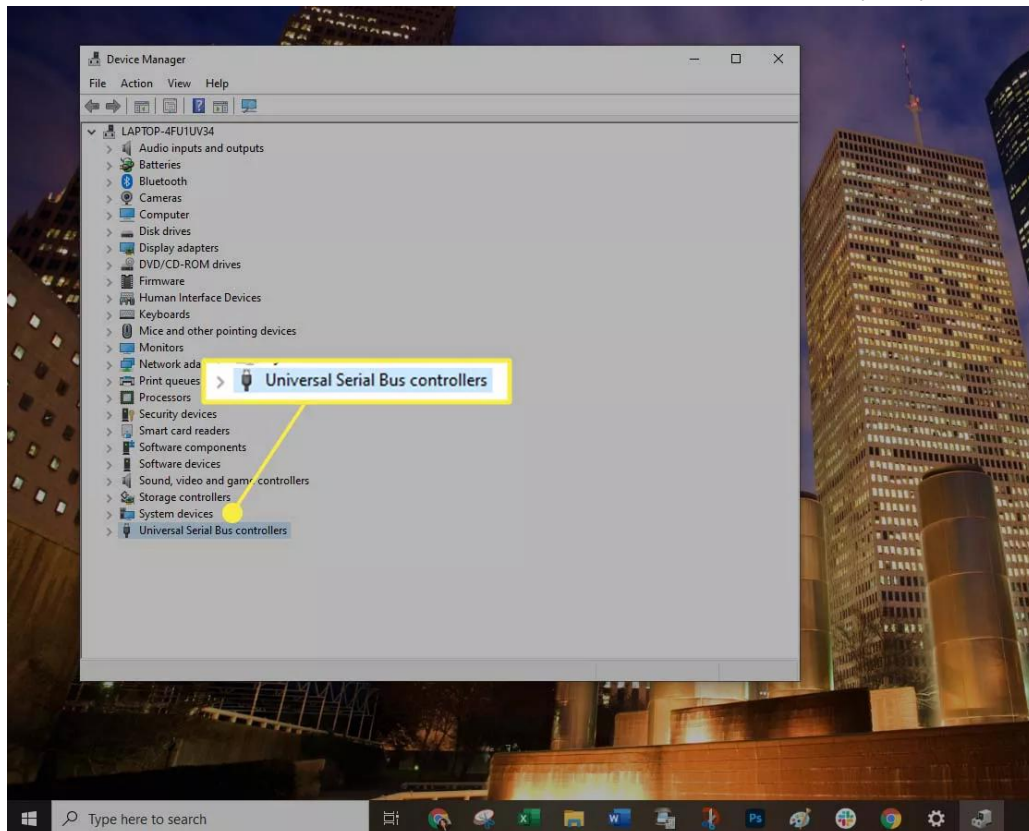 Device Manager
File Action View Help
LAPTOP-4FU1UV34
Audio inputs and outputs
Batteries
Bluetooth
Cameras
Computer
Disk drives
Display adapters
DVD/CD-ROM drives
Firmware
Human Interface Devices
Keyboards
Mice and other pointing devices
Monitors
Network ada
Print queues
Universal Serial Bus controllers
Processors
Security devices
Smart card readers
Software components
Software devices
Sound, video and game controllers
Storage controllers
System devices
Universal Serial Bus controllers
Type here to search
Ps